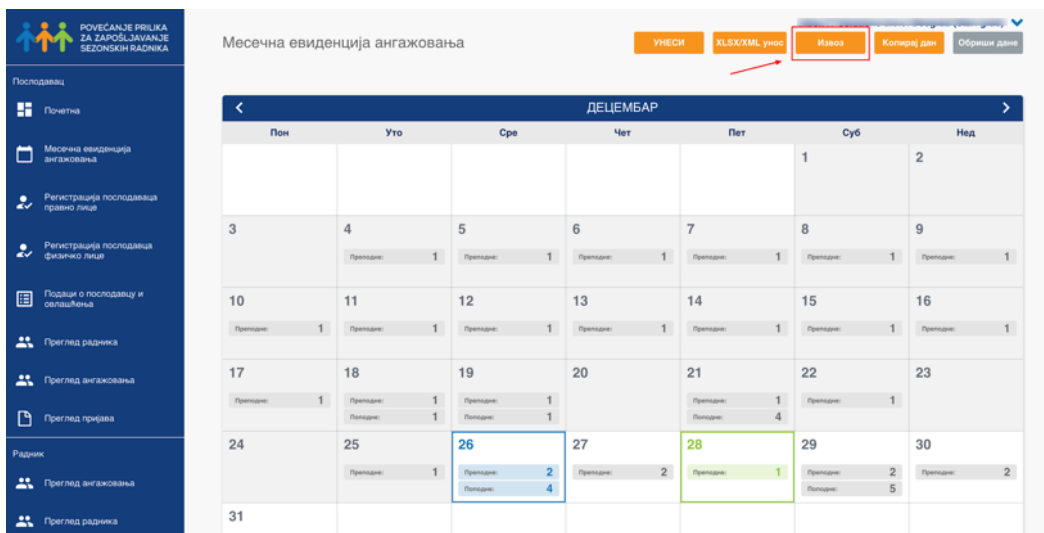 POVEĆANJE PRILIKA
ZA ZAPOŠLJAVANJE
SEZONSKIH RADNIKA
Послодавац
Почетна
Месечна евиденција
ангажовања
Регистрација послодаваца
правно лице
Регистрација послодавца
физичко лице
Подаци о послодавцу и
овлашћења
Преглед радника
Преглед ангажовања
Преглед пријава
Радник
Преглед ангажовања
Преглед радника
Месечна евиденција ангажовања
УНЕСИ XLSX/XML унос Извоз Копирај дан Обриши дане
ДЕЦЕМБАР
Пон Уто Сре Чет Пет Суб Нед
1 2
3 4 5 6 7 8 9
Преподне: 1 Преподне: 1 Преподне: 1 Преподне: 1 Преподне: 1 Преподне: 1
10 11 12 13 14 15 16
Преподне: 1 Преподне: 1 Преподне: 1 Преподне: 1 Преподне: 1 Преподне: 1 Преподне: 1
17 18 19 20 21 22 23
Преподне: 1 Преподне: 1 Преподне: 1 Преподне: 1 Преподне: 1
Поподне: 1 Поподне: 1 Поподне: 4
24 25 26 27 28 29 30
Преподне: 1 Преподне: 2 Преподне: 2 Преподне: 1 Преподне: 2 Преподне: 2
Поподне: 4 Поподне: 5
31